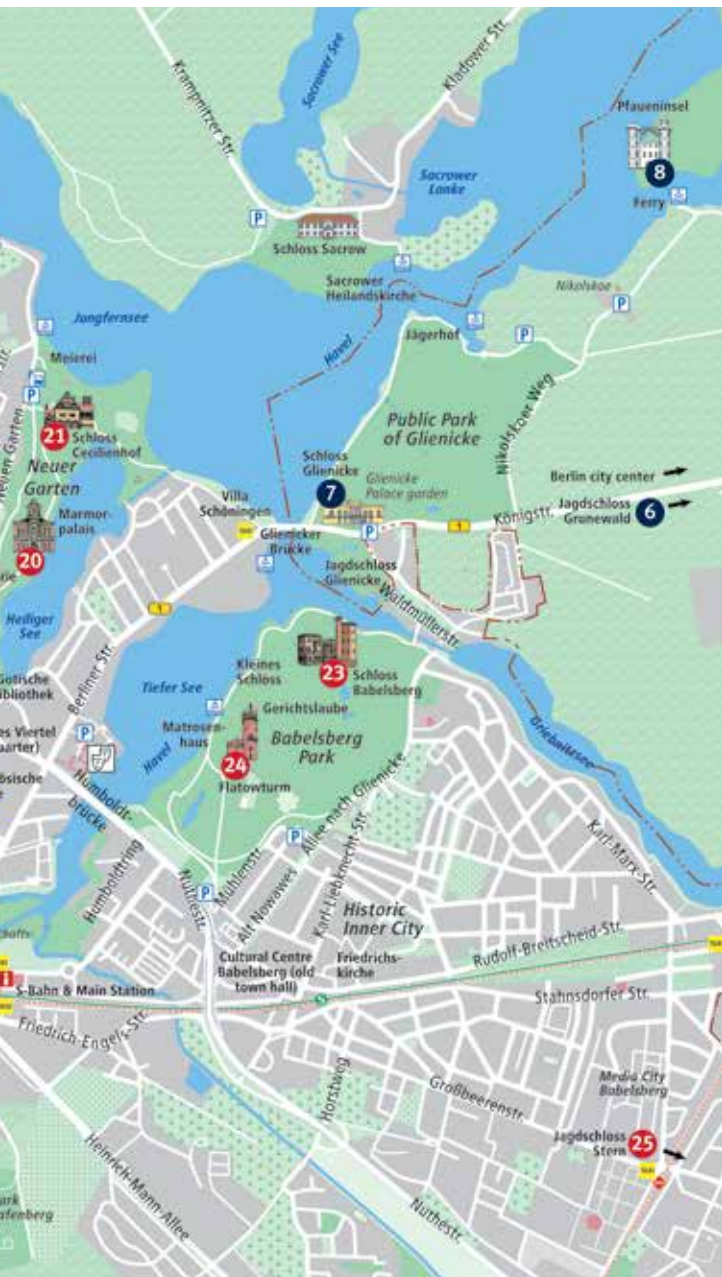 Krampnitzer Str.
Sacrower See
Kladower Str.
Pfaueninsel
8
Ferry
Sacrower
Lanke
P
Schloss Sacrow
Sacrower
Heilandskirche
Nikolskoe
P
Jungfernsee
Havel
Jägerhof
P
Meierei
P
Nikolskoer Weg
21
Schloss
Cecilienhof
Public Park
of Glienicke
Neuen Garten
Neuer
Garten
Schloss
Glienicke
7
Glienicke
Palace garden
Berlin city center
Marmor-
palais
20
Villa
Schöningen
Taxi
Glienicker
Brücke
P
1
Königstr.
Jagdschloss
Grunewald
6
Jagdschloss
Glienicke
Waldmüllerstr.
1
Heiliger
See
Berliner Str.
Kleines
Schloss
23
Schloss
Babelsberg
Tiefer See
Gerichtslaube
Matrosen-
haus
Babelsberg
Park
24
Flatowturm
Havel
Griebnitzsee
P
Humboldt-
brücke
Allee nach Glienicke
P
Karl-Marx-Str.
Humboldtring
Nuthestr.
P
Mühlenstr.
Alt Nowawes
Karl-Liebknecht-Str.
Historic
Inner City
Cultural Centre
Babelsberg (old
town hall)
Friedrichs-
kirche
Rudolf-Breitscheid-Str.
Taxi
i
S-Bahn & Main Station
S
Stahnsdorfer Str.
Friedrich-Engels-Str.
Horstweg
Großbeerenstr.
Media City
Babelsberg
Jagdschloss
Stern
25
Taxi
Heinrich-Mann-Allee
Nuthestr.